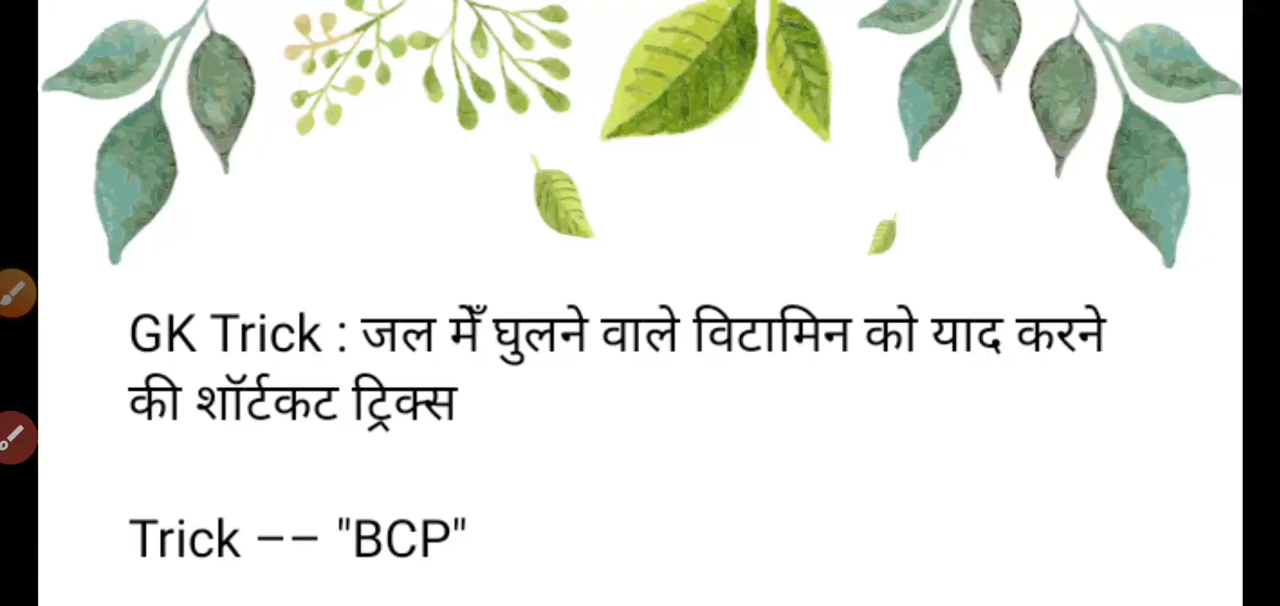 GK Trick : जल मेँ घुलने वाले विटामिन को याद करने
की शॉर्टकट ट्रिक्स
Trick –– "BCP"